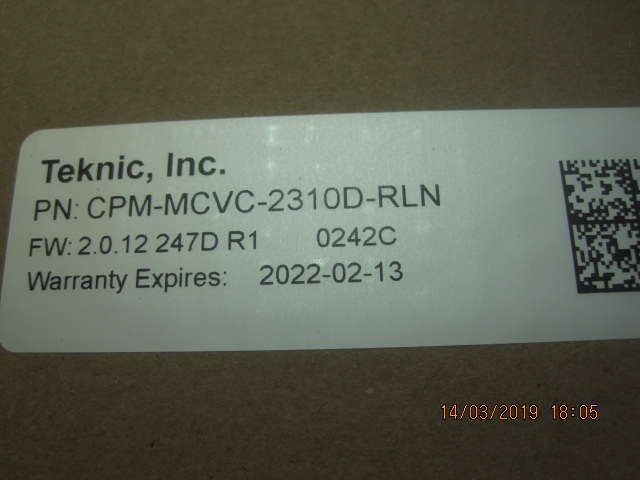 Teknic, Inc.
PN: CPM-MCVC-2310D-RLN
FW: 2.0.12 247D R1 0242C
Warranty Expires: 2022-02-13
14/03/2019 18:05